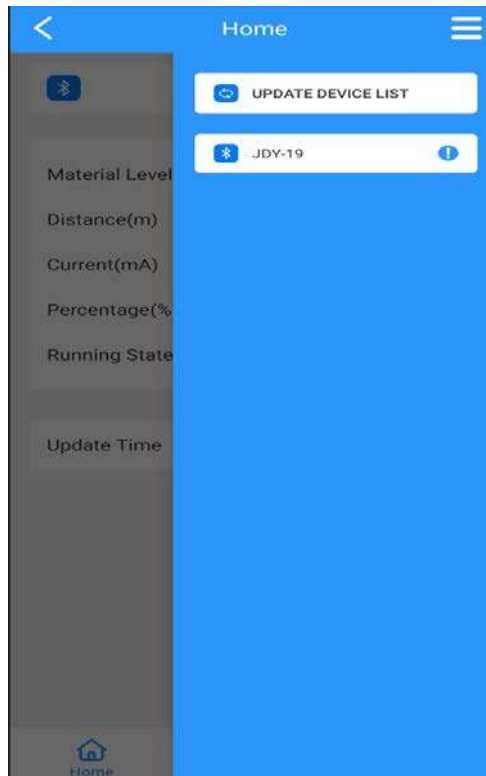 Home
UPDATE DEVICE LIST
JDY-19
Material Level
Distance(m)
Current(mA)
Percentage(%
Running State
Update Time
Home